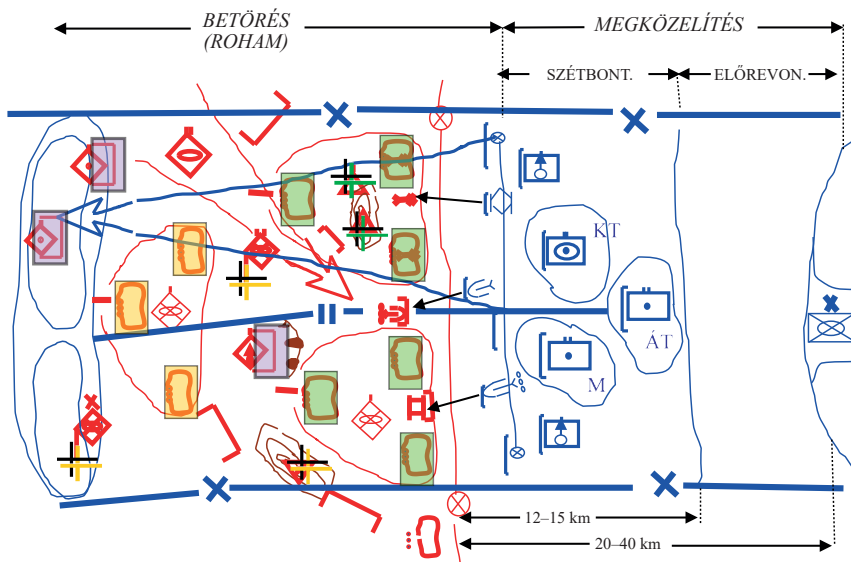 BETÖRÉS
(ROHAM)
MEGKÖZELÍTÉS
SZÉTBONT.
ELŐREVON.
KT
ÁT
M
12–15 km
20–40 km